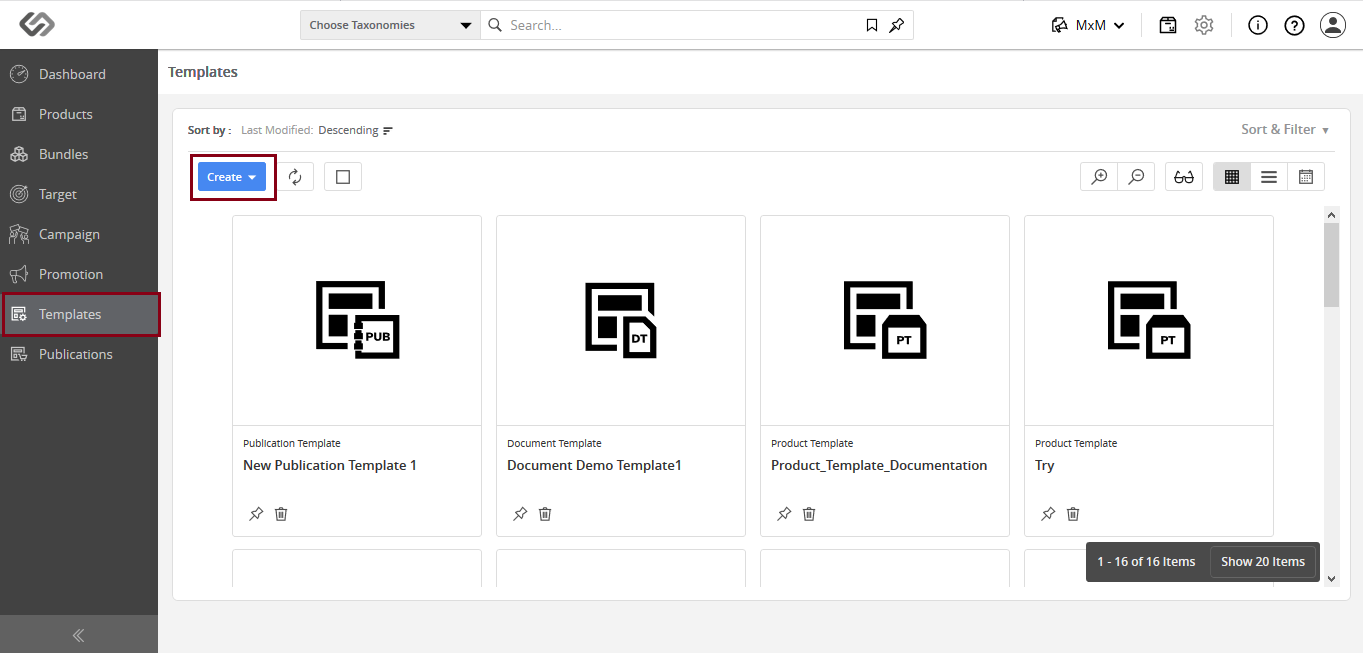 Choose Taxonomies
Search...
MxM
Dashboard
Products
Bundles
Target
Campaign
Promotion
Templates
Publications
Templates
Sort by : Last Modified: Descending
Sort & Filter
Create
PUB
DT
PT
PT
Publication Template
New Publication Template 1
Document Template
Document Demo Template1
Product Template
Product_Template_Documentation
Product Template
Try
1 - 16 of 16 Items
Show 20 Items